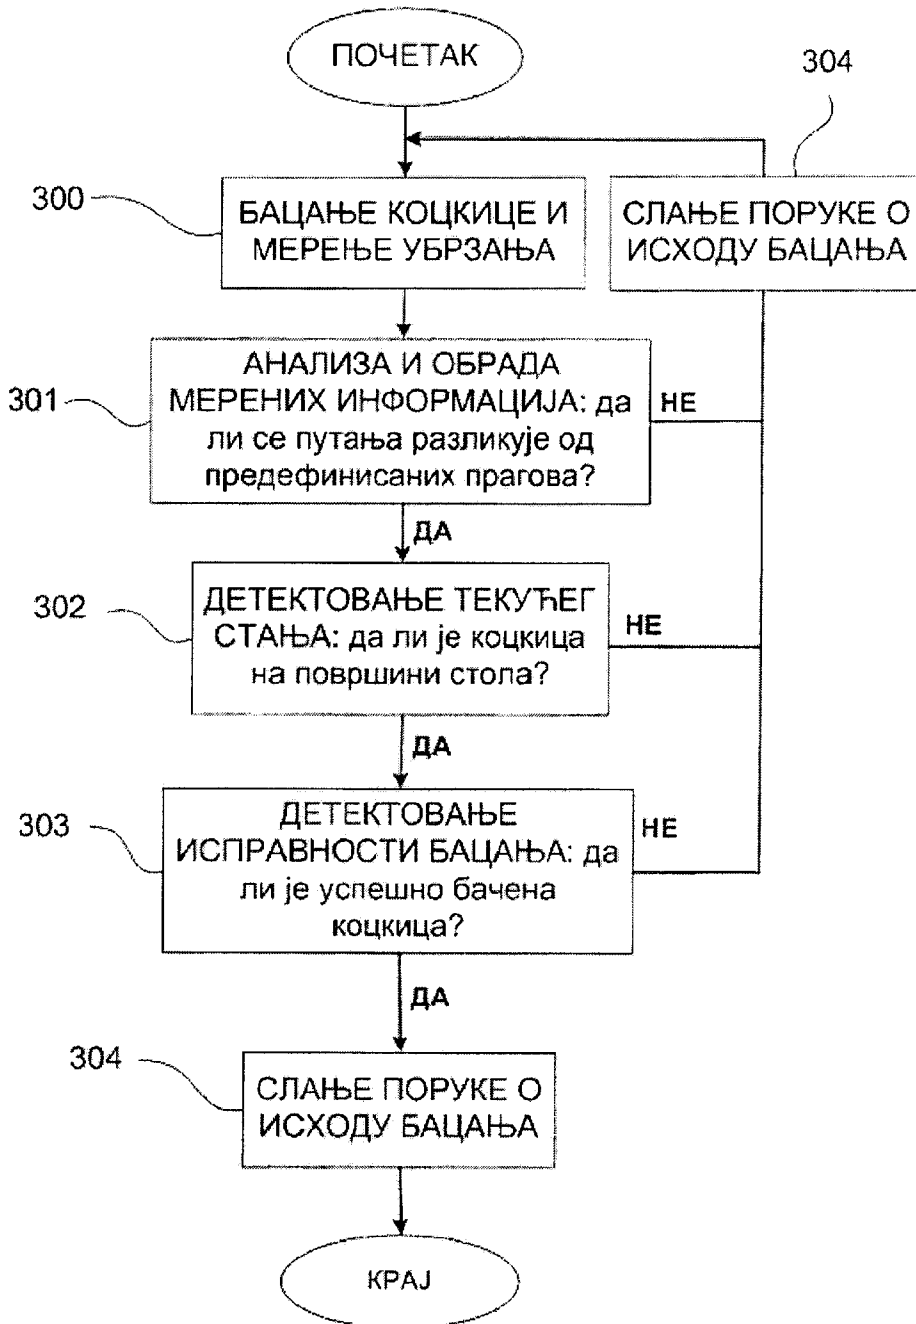 ПОЧЕТАК
304
300
БАЦАЊЕ КОЦКИЦЕ И
МЕРЕЊЕ УБРЗАЊА
СЛАЊЕ ПОРУКЕ О
ИСХОДУ БАЦАЊА
301
АНАЛИЗА И ОБРАДА
МЕРЕНИХ ИНФОРМАЦИЈА: да
ли се путања разликује од
предефинисаних прагова?
НЕ
ДА
302
ДЕТЕКТОВАЊЕ ТЕКУЋЕГ
СТАЊА: да ли је коцкица
на површини стола?
НЕ
ДА
303
ДЕТЕКТОВАЊЕ
ИСПРАВНОСТИ БАЦАЊА: да
ли је успешно бачена
коцкица?
НЕ
ДА
304
СЛАЊЕ ПОРУКЕ О
ИСХОДУ БАЦАЊА
КРАЈ